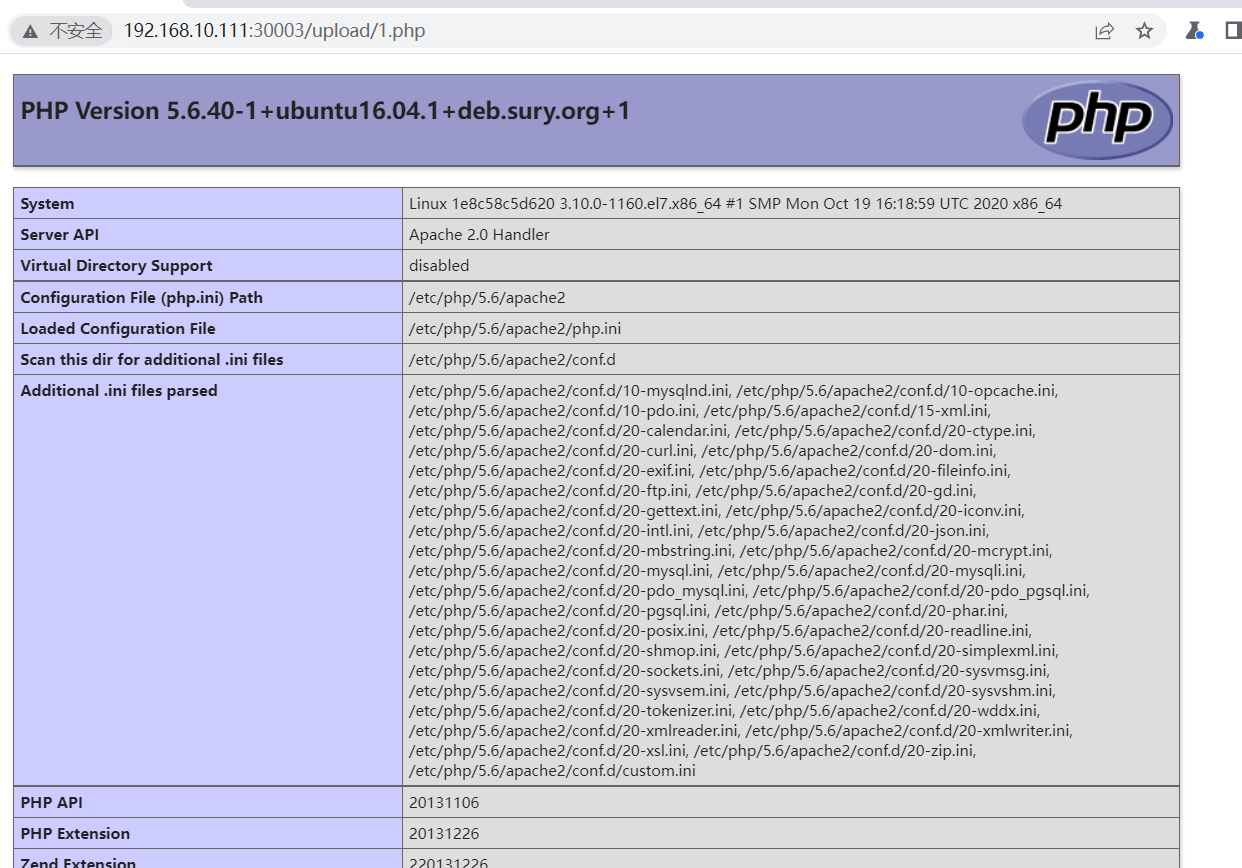 不安全 192.168.10.111:30003/upload/1.php
PHP Version 5.6.40-1+ubuntu16.04.1+deb.sury.org+1
php
System Linux 1e8c58c5d620 3.10.0-1160.el7.x86_64 #1 SMP Mon Oct 19 16:18:59 UTC 2020 x86_64
Server API Apache 2.0 Handler
Virtual Directory Support disabled
Configuration File (php.ini) Path /etc/php/5.6/apache2
Loaded Configuration File /etc/php/5.6/apache2/php.ini
Scan this dir for additional .ini files /etc/php/5.6/apache2/conf.d
Additional .ini files parsed /etc/php/5.6/apache2/conf.d/10-mysqlnd.ini, /etc/php/5.6/apache2/conf.d/10-opcache.ini,
/etc/php/5.6/apache2/conf.d/10-pdo.ini, /etc/php/5.6/apache2/conf.d/15-xml.ini,
/etc/php/5.6/apache2/conf.d/20-calendar.ini, /etc/php/5.6/apache2/conf.d/20-ctype.ini,
/etc/php/5.6/apache2/conf.d/20-curl.ini, /etc/php/5.6/apache2/conf.d/20-dom.ini,
/etc/php/5.6/apache2/conf.d/20-exif.ini, /etc/php/5.6/apache2/conf.d/20-fileinfo.ini,
/etc/php/5.6/apache2/conf.d/20-ftp.ini, /etc/php/5.6/apache2/conf.d/20-gd.ini,
/etc/php/5.6/apache2/conf.d/20-gettext.ini, /etc/php/5.6/apache2/conf.d/20-iconv.ini,
/etc/php/5.6/apache2/conf.d/20-intl.ini, /etc/php/5.6/apache2/conf.d/20-json.ini,
/etc/php/5.6/apache2/conf.d/20-mbstring.ini, /etc/php/5.6/apache2/conf.d/20-mcrypt.ini,
/etc/php/5.6/apache2/conf.d/20-mysql.ini, /etc/php/5.6/apache2/conf.d/20-mysqli.ini,
/etc/php/5.6/apache2/conf.d/20-pdo_mysql.ini, /etc/php/5.6/apache2/conf.d/20-pdo_pgsql.ini,
/etc/php/5.6/apache2/conf.d/20-pgsql.ini, /etc/php/5.6/apache2/conf.d/20-phar.ini,
/etc/php/5.6/apache2/conf.d/20-posix.ini, /etc/php/5.6/apache2/conf.d/20-readline.ini,
/etc/php/5.6/apache2/conf.d/20-shmop.ini, /etc/php/5.6/apache2/conf.d/20-simplexml.ini,
/etc/php/5.6/apache2/conf.d/20-sockets.ini, /etc/php/5.6/apache2/conf.d/20-sysvmsg.ini,
/etc/php/5.6/apache2/conf.d/20-sysvsem.ini, /etc/php/5.6/apache2/conf.d/20-sysvshm.ini,
/etc/php/5.6/apache2/conf.d/20-tokenizer.ini, /etc/php/5.6/apache2/conf.d/20-wddx.ini,
/etc/php/5.6/apache2/conf.d/20-xmlreader.ini, /etc/php/5.6/apache2/conf.d/20-xmlwriter.ini,
/etc/php/5.6/apache2/conf.d/20-xsl.ini, /etc/php/5.6/apache2/conf.d/20-zip.ini,
/etc/php/5.6/apache2/conf.d/custom.ini
PHP API 20131106
PHP Extension 20131226
Zend Extension 220131226